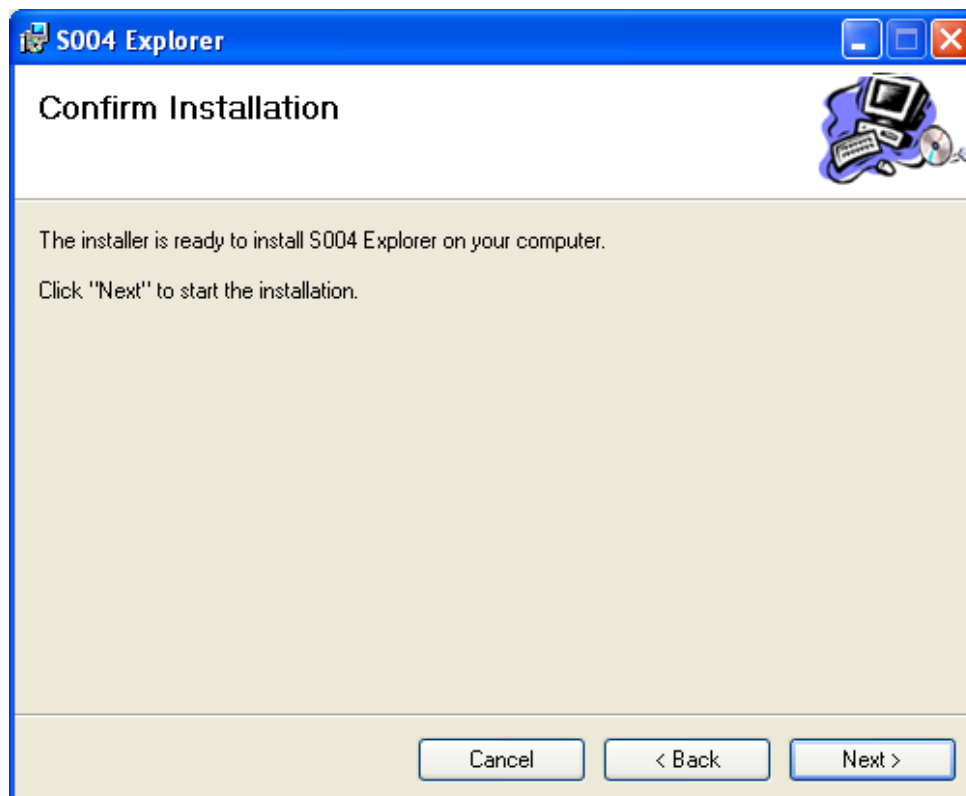 S004 Explorer
Confirm Installation
The installer is ready to install S004 Explorer on your computer.
Click "Next" to start the installation.
Cancel
< Back
Next >